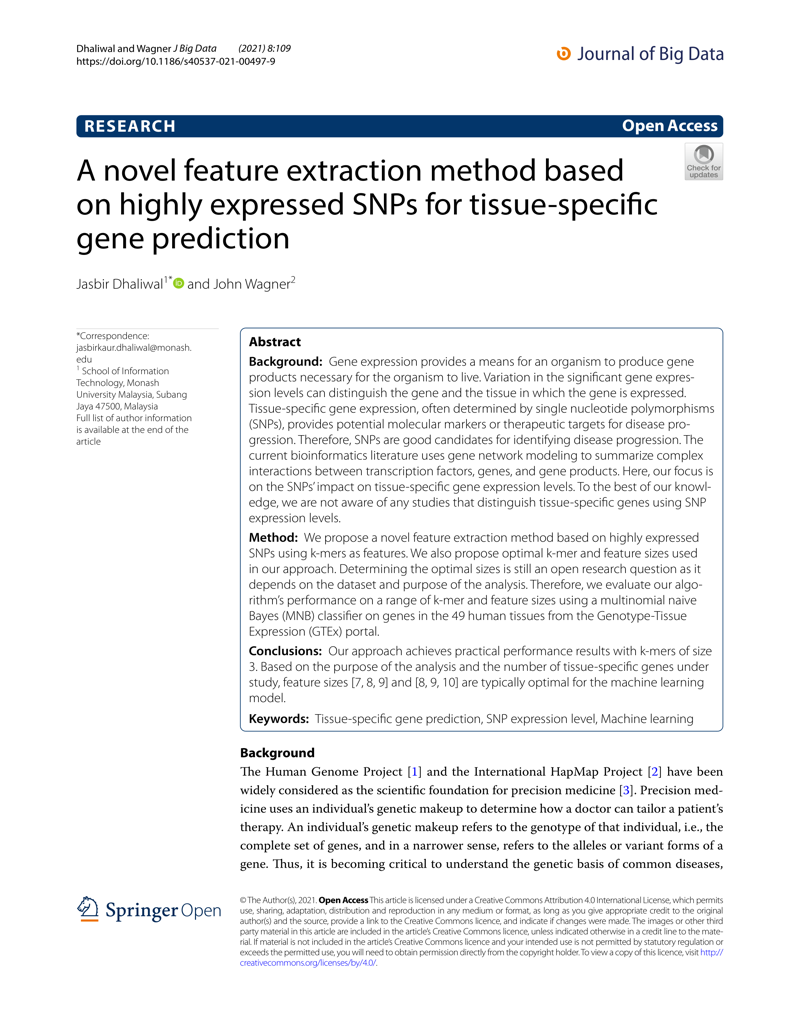 Dhaliwal and Wagner J Big Data (2021) 8:109
https://doi.org/10.1186/s40537-021-00497-9
Journal of Big Data
RESEARCH
Open Access
Check for
updates
A novel feature extraction method based
on highly expressed SNPs for tissue-specific
gene prediction
Jasbir Dhaliwal1* iD and John Wagner2
*Correspondence:
jasbirkaur.dhaliwal@monash.
edu
1 School of Information
Technology, Monash
University Malaysia, Subang
Jaya 47500, Malaysia
Full list of author information
is available at the end of the
article
Abstract
Background: Gene expression provides a means for an organism to produce gene
products necessary for the organism to live. Variation in the significant gene expres-
sion levels can distinguish the gene and the tissue in which the gene is expressed.
Tissue-specific gene expression, often determined by single nucleotide polymorphisms
(SNPs), provides potential molecular markers or therapeutic targets for disease pro-
gression. Therefore, SNPs are good candidates for identifying disease progression. The
current bioinformatics literature uses gene network modeling to summarize complex
interactions between transcription factors, genes, and gene products. Here, our focus is
on the SNPs' impact on tissue-specific gene expression levels. To the best of our knowl-
edge, we are not aware of any studies that distinguish tissue-specific genes using SNP
expression levels.
Method: We propose a novel feature extraction method based on highly expressed
SNPs using k-mers as features. We also propose optimal k-mer and feature sizes used
in our approach. Determining the optimal sizes is still an open research question as it
depends on the dataset and purpose of the analysis. Therefore, we evaluate our algo-
rithm's performance on a range of k-mer and feature sizes using a multinomial naive
Bayes (MNB) classifier on genes in the 49 human tissues from the Genotype-Tissue
Expression (GTEx) portal.
Conclusions: Our approach achieves practical performance results with k-mers of size
3. Based on the purpose of the analysis and the number of tissue-specific genes under
study, feature sizes [7, 8, 9] and [8, 9, 10] are typically optimal for the machine learning
model.
Keywords: Tissue-specific gene prediction, SNP expression level, Machine learning
Background
The Human Genome Project [1] and the International HapMap Project [2] have been
widely considered as the scientific foundation for precision medicine [3]. Precision med-
icine uses an individual's genetic makeup to determine how a doctor can tailor a patient's
therapy. An individual's genetic makeup refers to the genotype of that individual, i.e., the
complete set of genes, and in a narrower sense, refers to the alleles or variant forms of a
gene. Thus, it is becoming critical to understand the genetic basis of common diseases,
Springer Open
© The Author(s), 2021. Open Access This article is licensed under a Creative Commons Attribution 4.0 International License, which permits
use, sharing, adaptation, distribution and reproduction in any medium or format, as long as you give appropriate credit to the original
author(s) and the source, provide a link to the Creative Commons licence, and indicate if changes were made. The images or other third
party material in this article are included in the article's Creative Commons licence, unless indicated otherwise in a credit line to the mate-
rial. If material is not included in the article's Creative Commons licence and your intended use is not permitted by statutory regulation or
exceeds the permitted use, you will need to obtain permission directly from the copyright holder. To view a copy of this licence, visit http://
creativecommons.org/licenses/by/4.0/.